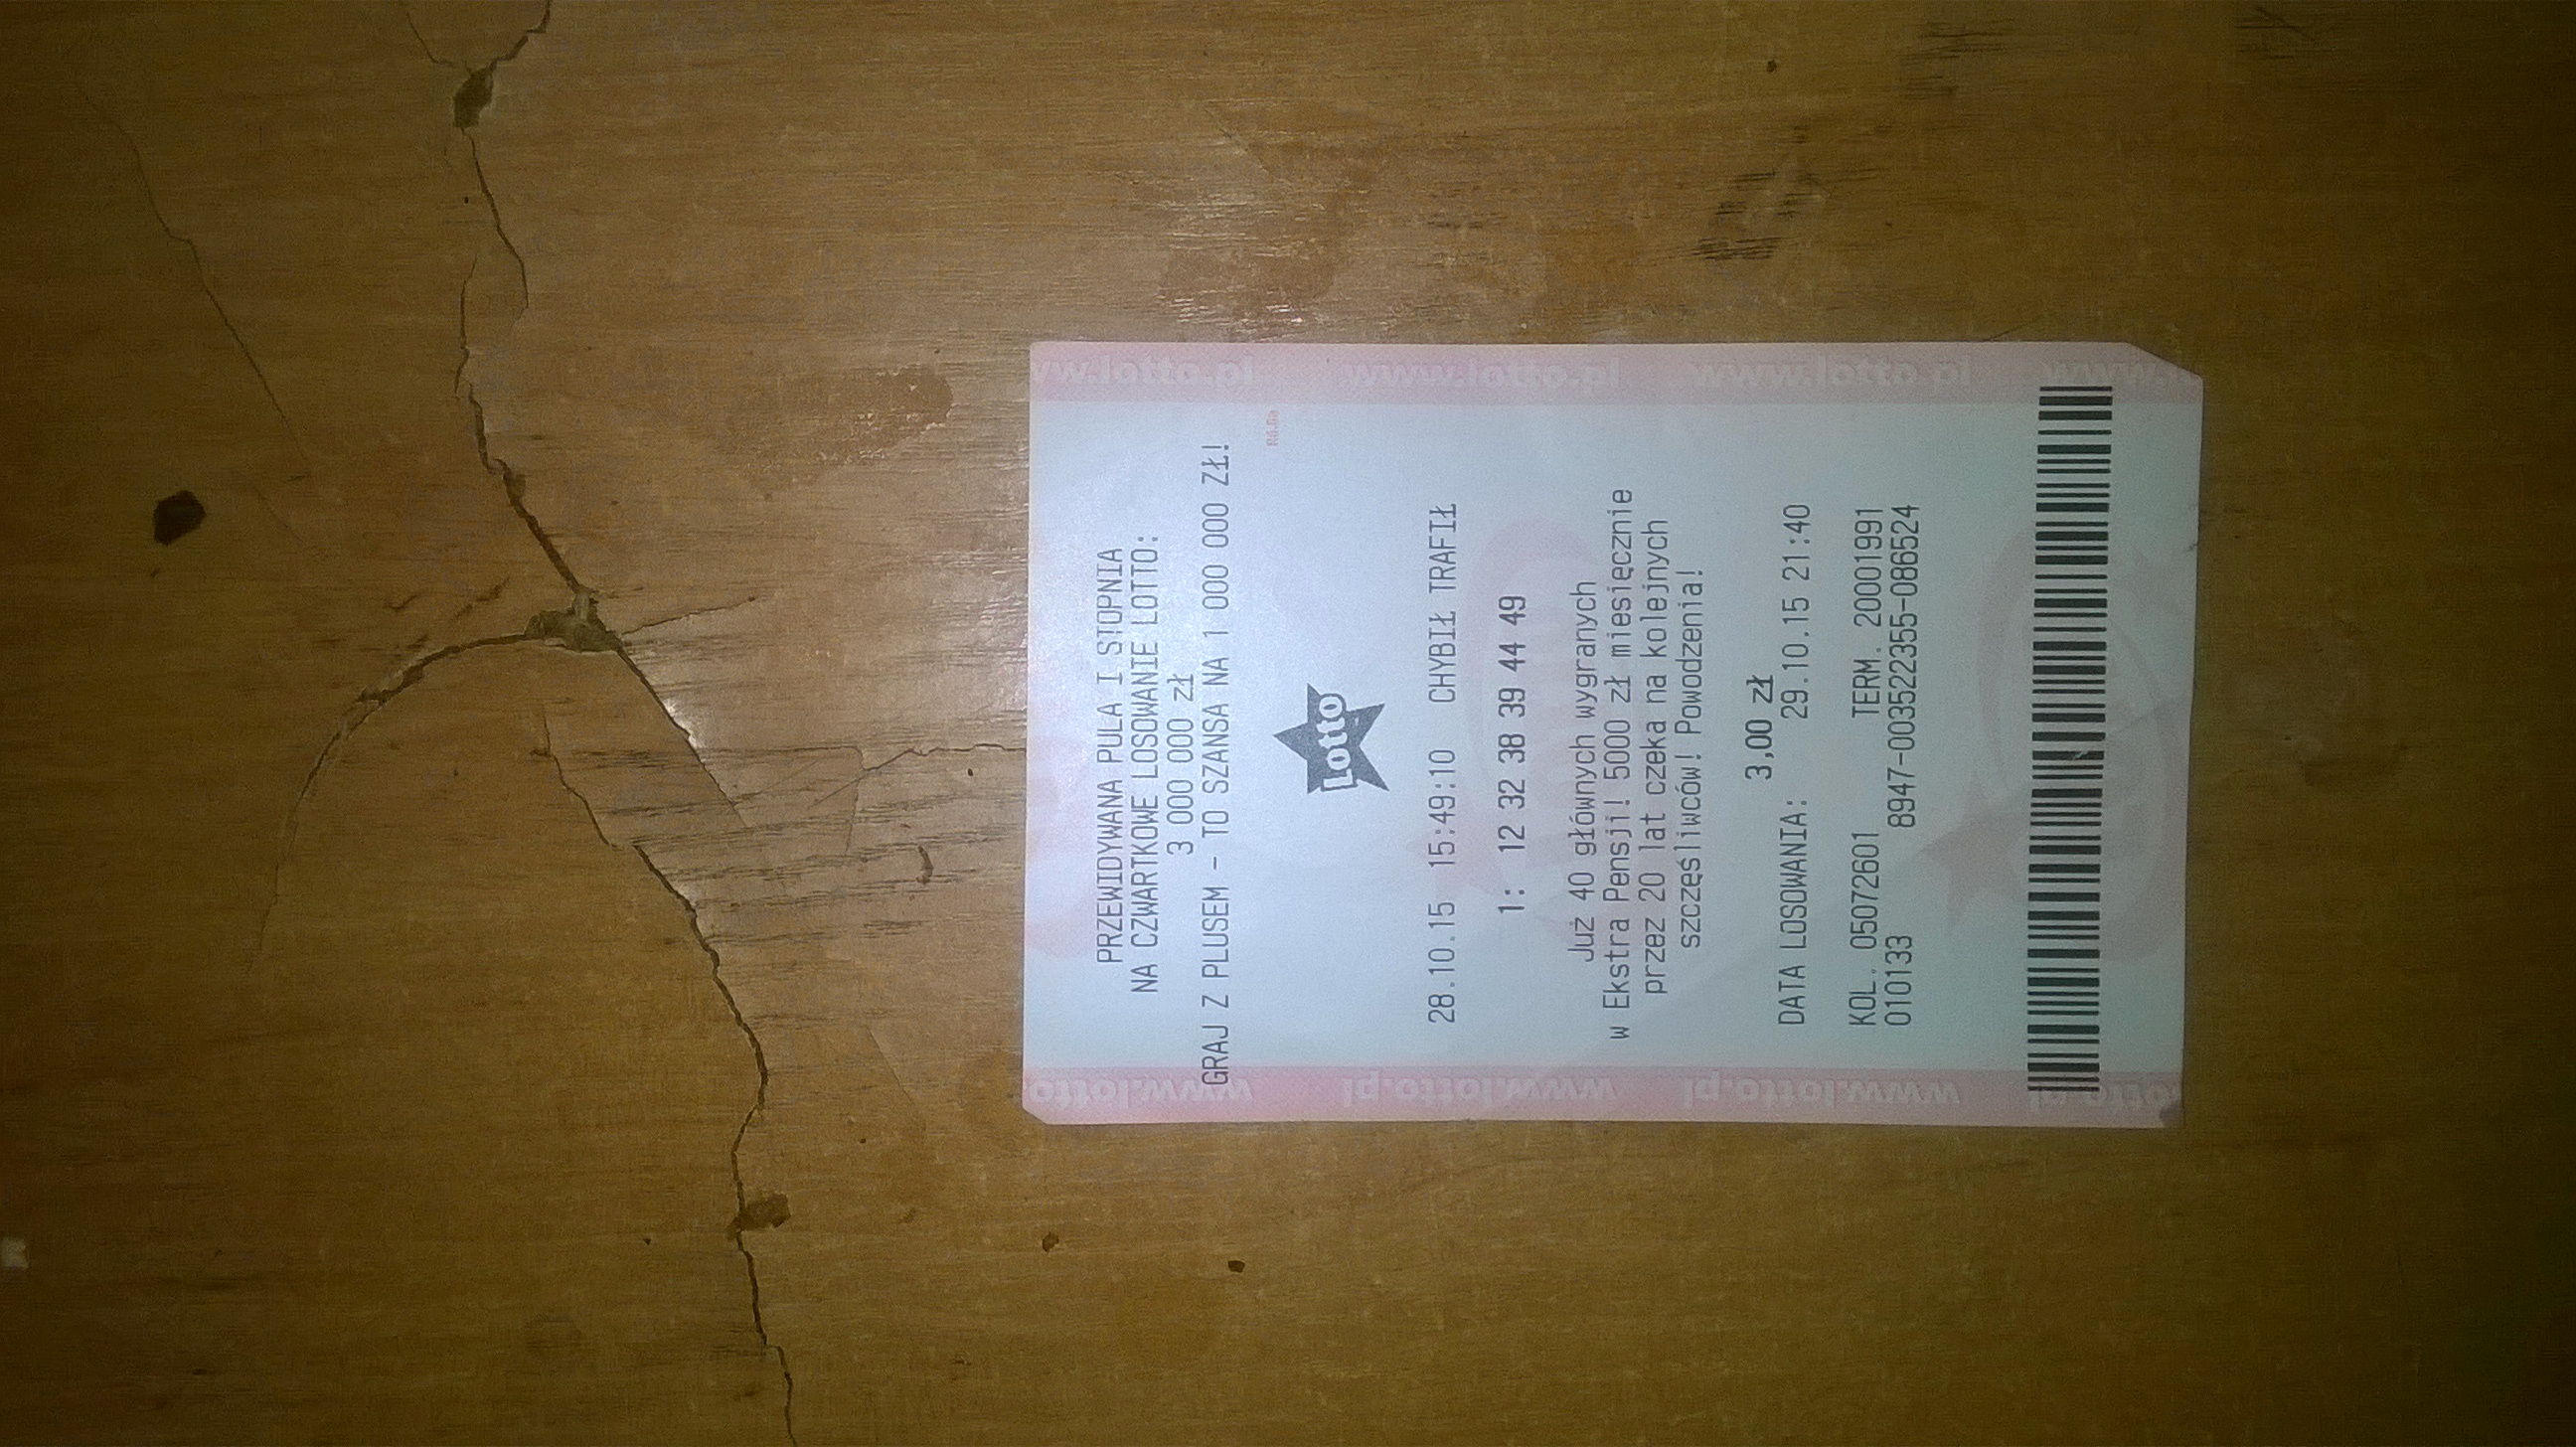 PRZEWIDYWANA PULA I STOPNIA
NA CZWARTKOWE LOSOWANIE LOTTO:
3 000 000 zł
GRAJ Z PLUSEM - TO SZANSA NA 1 000 000 ZŁ!
LOTTO
28.10.15 15:49:10 CHYBIŁ TRAFIŁ
1: 12 32 38 39 44 49
Już 40 głównych wygranych
w Ekstra Pensji! 5000 zł miesięcznie
przez 20 lat czeka na kolejnych
szczęśliwców! Powodzenia!
3,00 zł
DATA LOSOWANIA: 29.10.15 21:40
KOL. 05072601 TERM. 20001991
010133 8947-003522355-086524
www.lotto.pl www.lotto.pl www.lotto.pl
www.lotto.pl www.lotto.pl www.lotto.pl